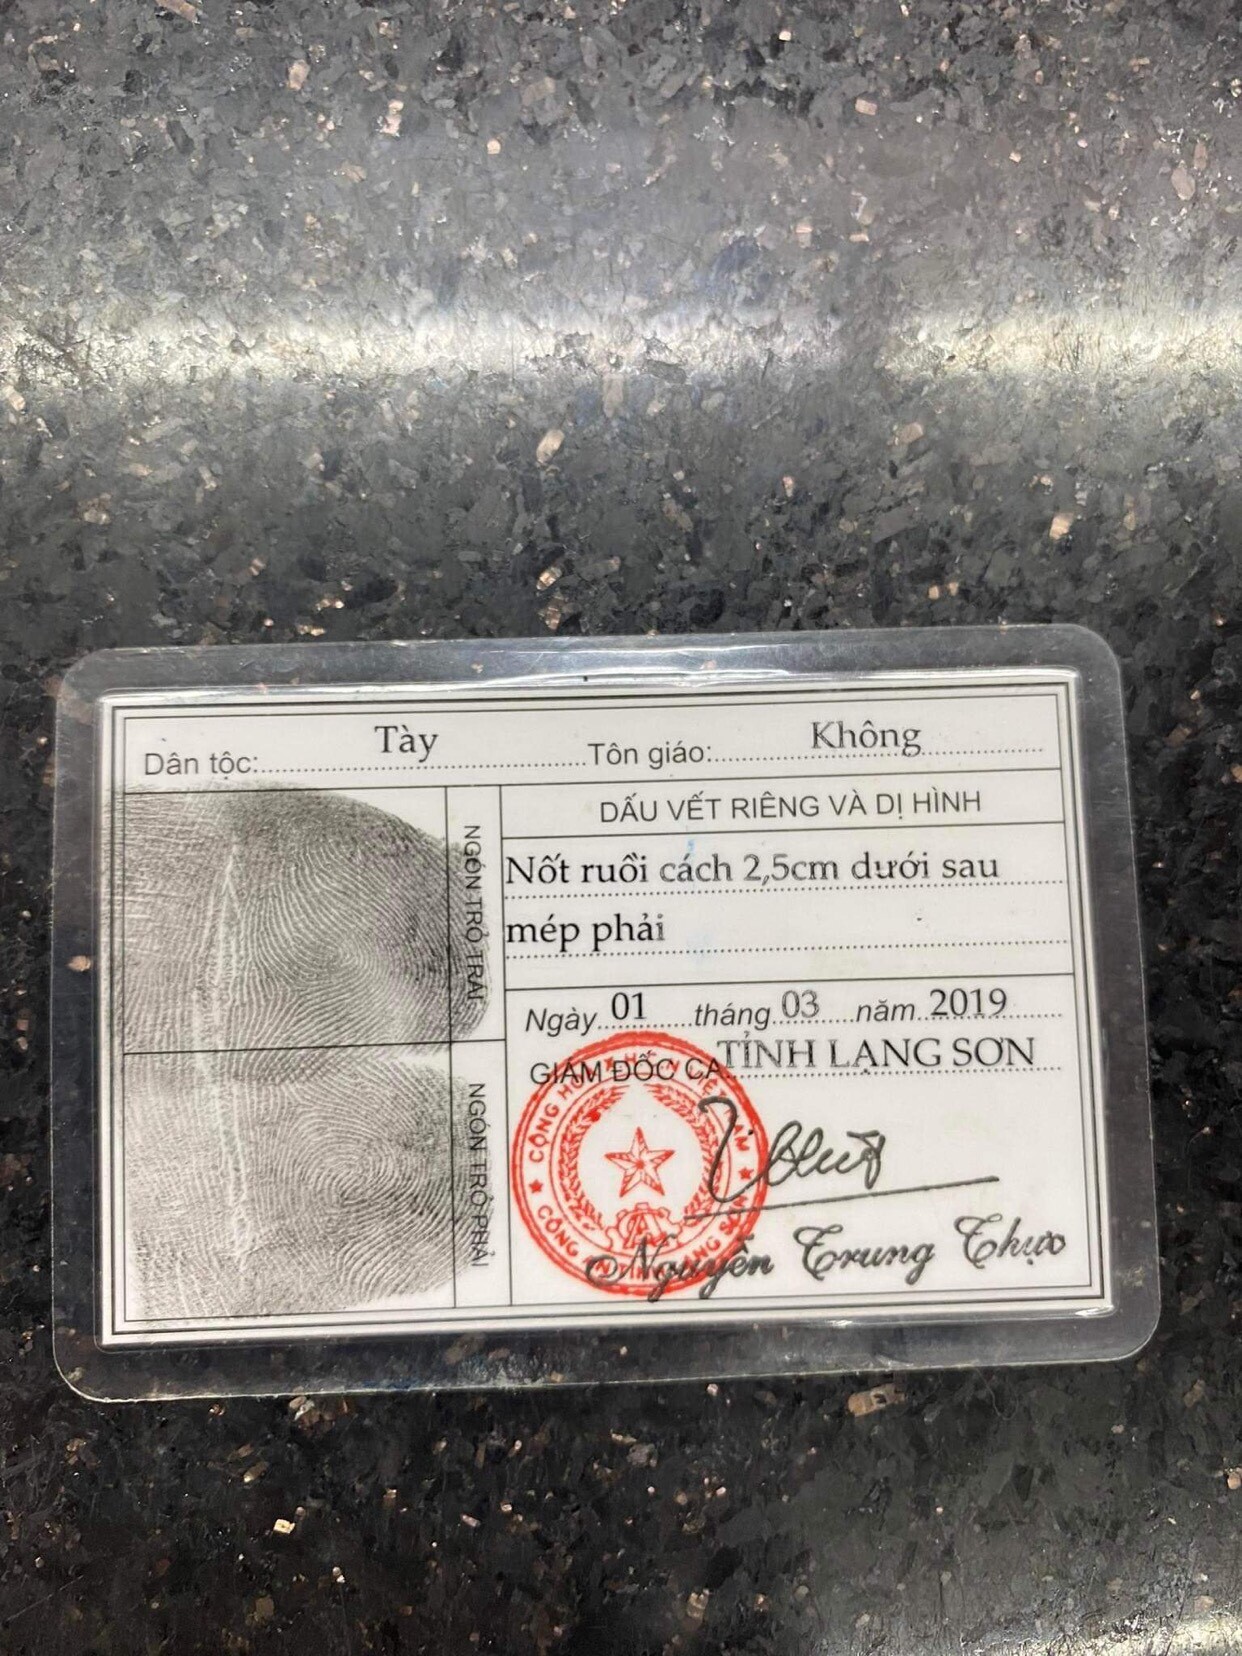 Dân tộc: Tày Tôn giáo: Không
NGÓN TRỎ TRÁI
DẤU VẾT RIÊNG VÀ DỊ HÌNH
Nốt ruồi cách 2,5cm dưới sau
mép phải
Ngày 01 tháng 03 năm 2019
GIÁM ĐỐC CA TỈNH LẠNG SƠN
NGÓN TRỎ PHẢI
Nguyễn Trung Thực